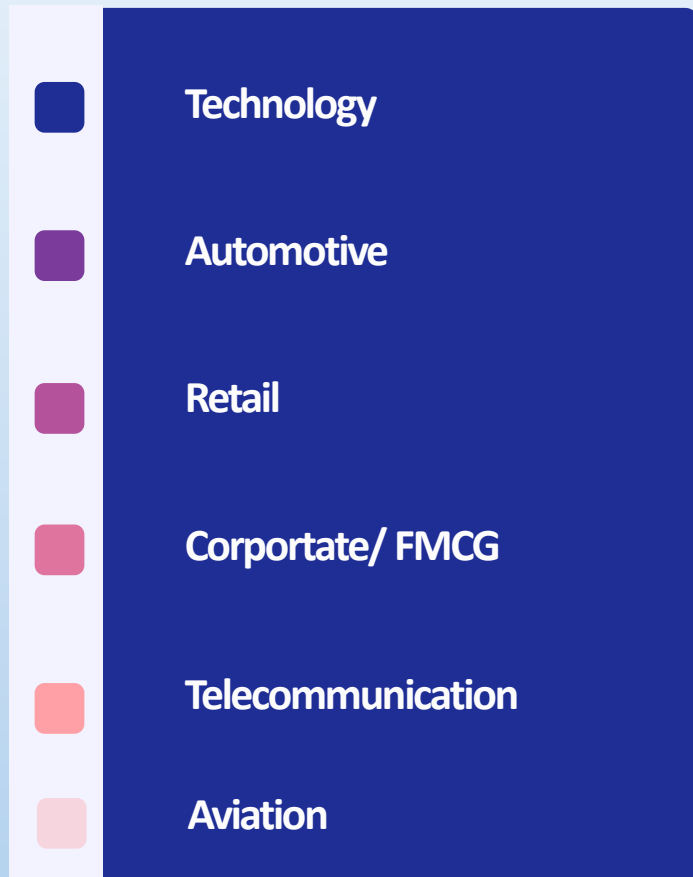 Technology
Automotive
Retail
Corportate/ FMCG
Telecommunication
Aviation